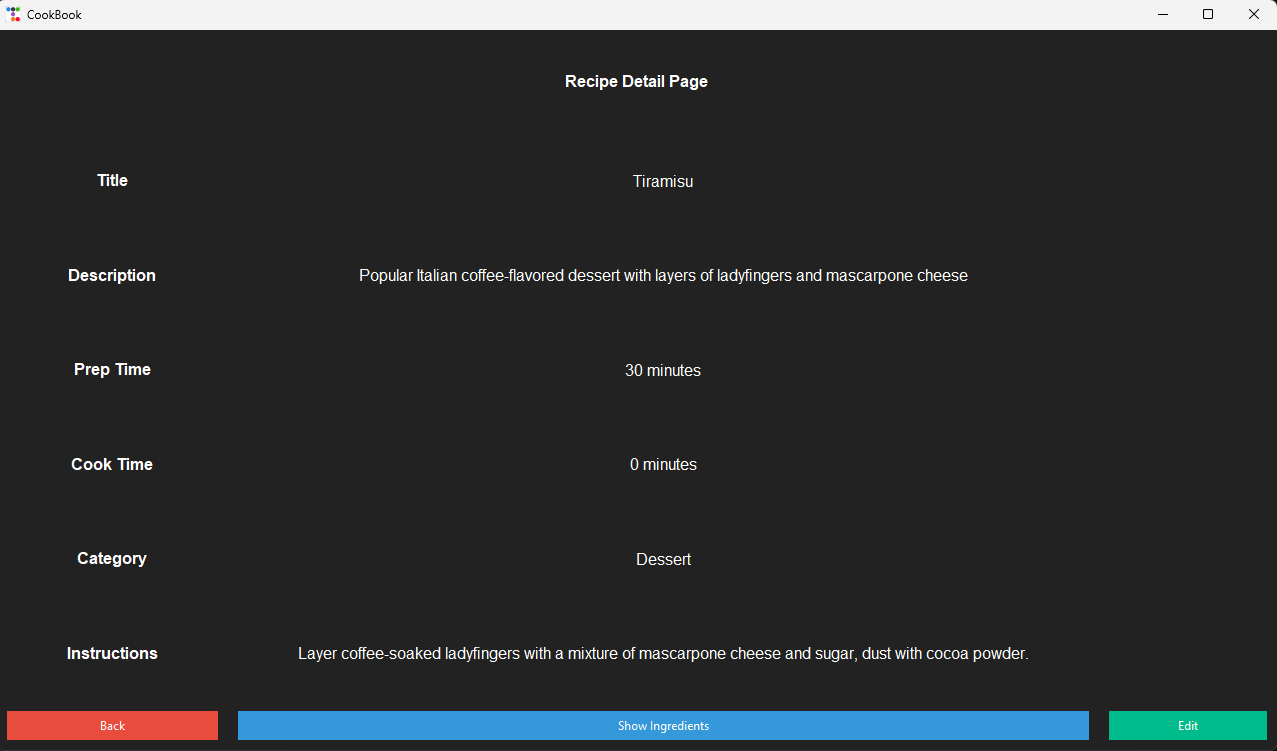 CookBook
Recipe Detail Page
Title Tiramisu
Description Popular Italian coffee-flavored dessert with layers of ladyfingers and mascarpone cheese
Prep Time 30 minutes
Cook Time 0 minutes
Category Dessert
Instructions Layer coffee-soaked ladyfingers with a mixture of mascarpone cheese and sugar, dust with cocoa powder.
Back Show Ingredients Edit